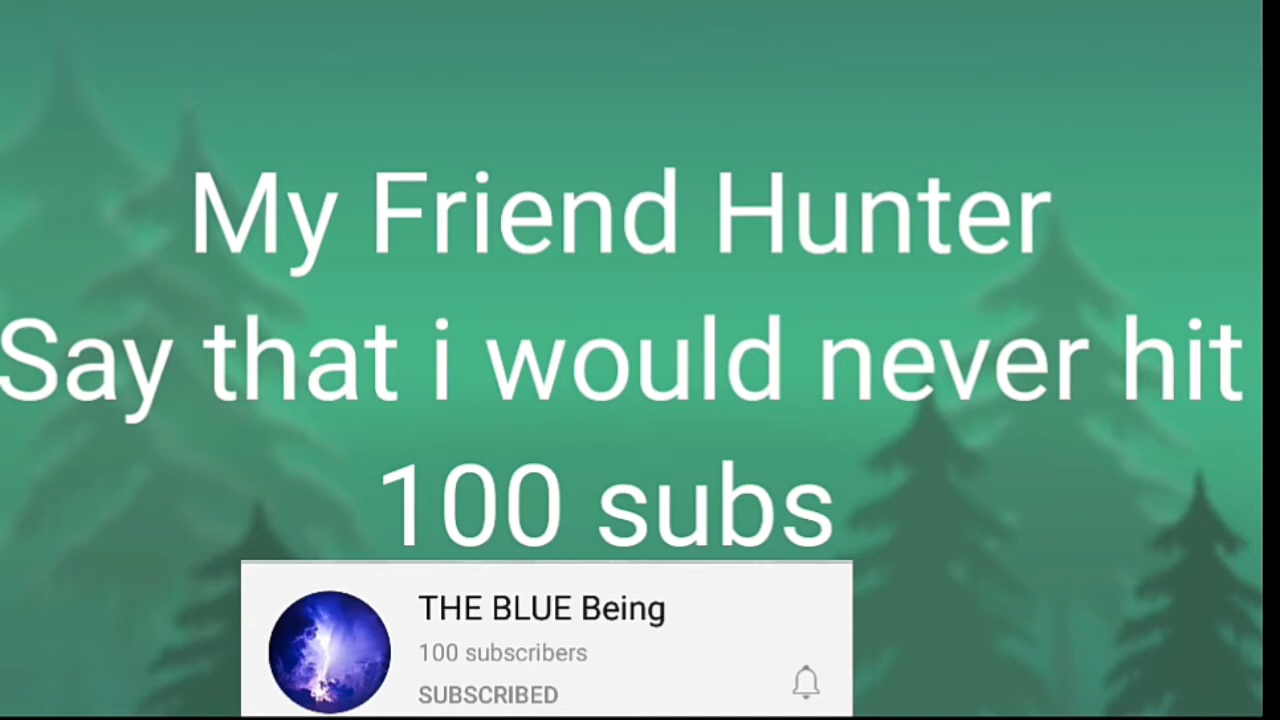 My Friend Hunter
Say that i would never hit
100 subs
THE BLUE Being
100 subscribers
SUBSCRIBED